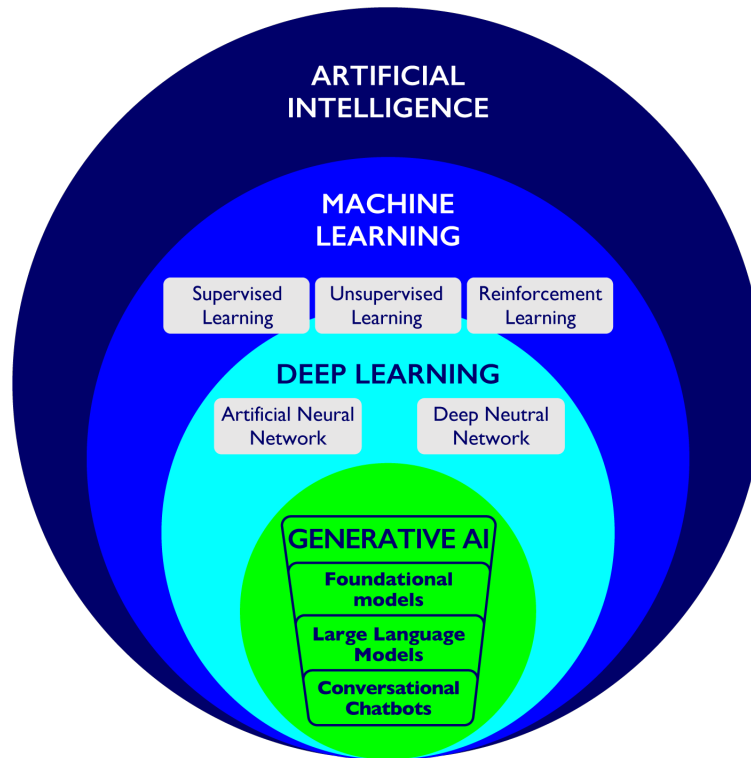 ARTIFICIAL
INTELLIGENCE
MACHINE
LEARNING
Supervised
Learning
Unsupervised
Learning
Reinforcement
Learning
DEEP LEARNING
Artificial Neural
Network
Deep Neutral
Network
GENERATIVE AI
Foundational
models
Large Language
Models
Conversational
Chatbots